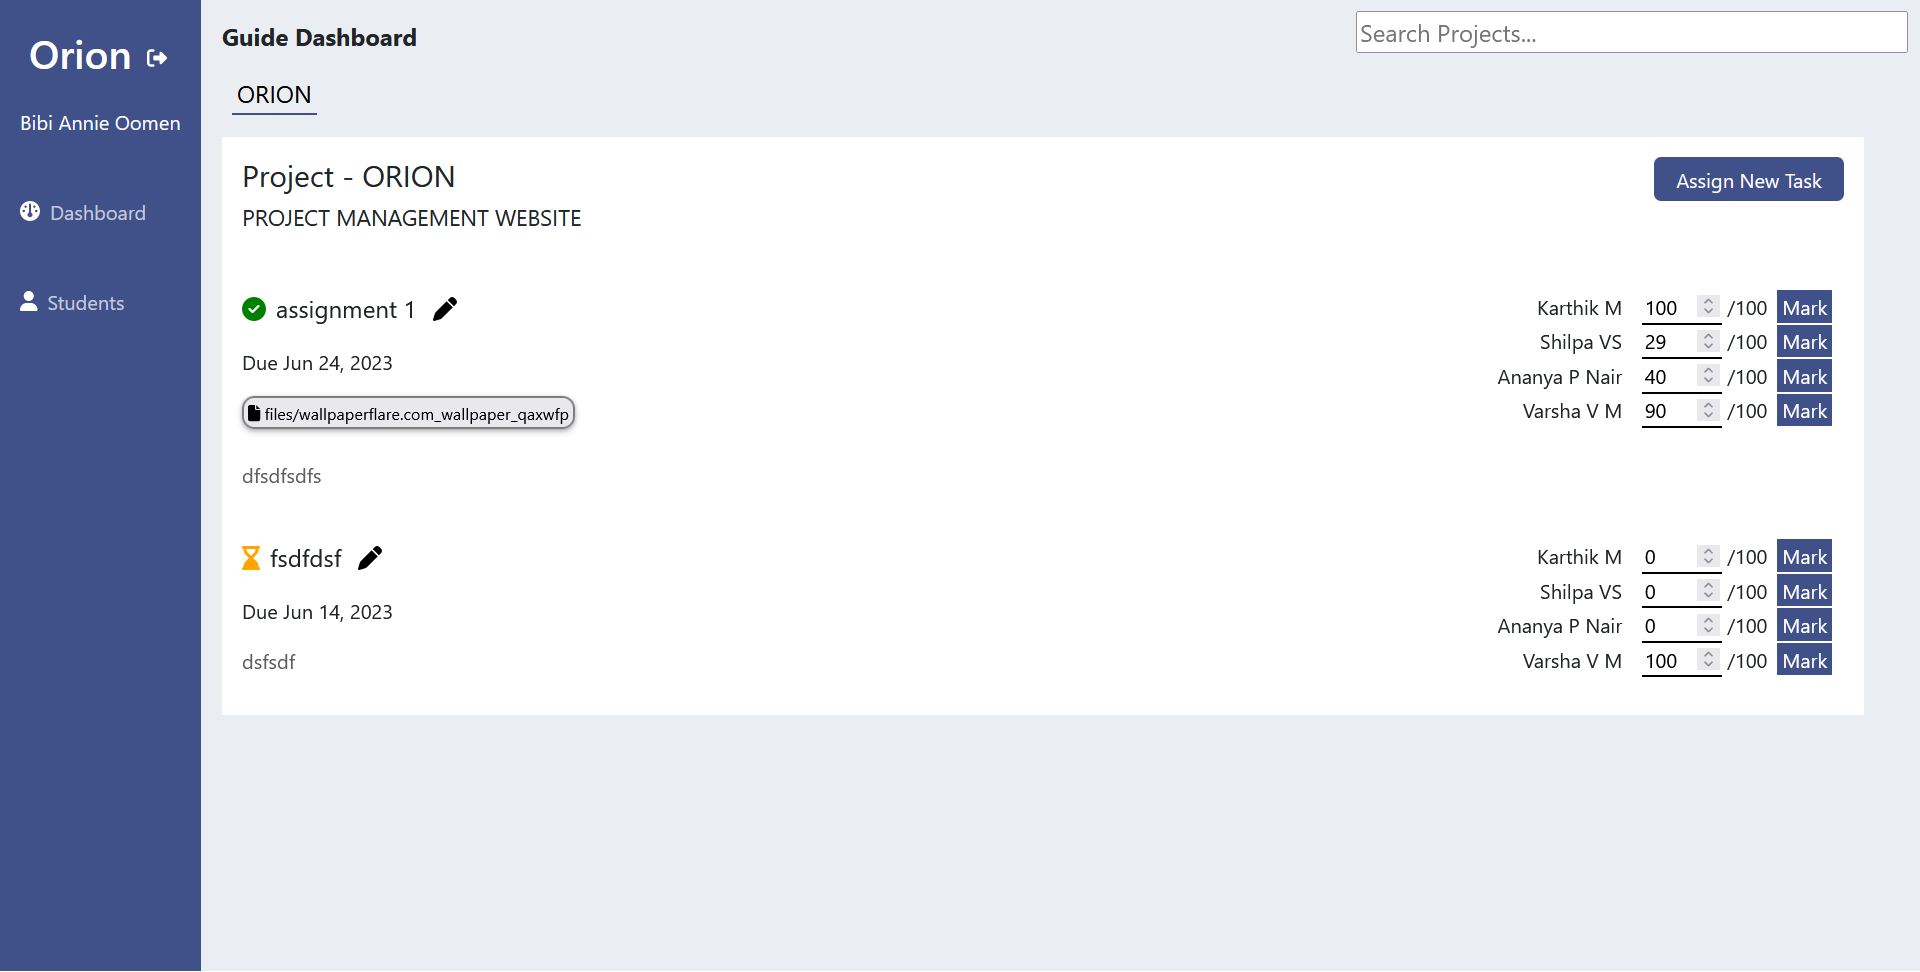 Orion
Bibi Annie Oomen
Dashboard
Students
Guide Dashboard
Search Projects...
ORION
Project - ORION
Assign New Task
PROJECT MANAGEMENT WEBSITE
assignment 1
Due Jun 24, 2023
files/wallpaperflare.com_wallpaper_qaxwfp
dfsdfsdfs
Karthik M 100 /100 Mark
Shilpa VS 29 /100 Mark
Ananya P Nair 40 /100 Mark
Varsha V M 90 /100 Mark
fsdfdsf
Due Jun 14, 2023
dsfsdf
Karthik M 0 /100 Mark
Shilpa VS 0 /100 Mark
Ananya P Nair 0 /100 Mark
Varsha V M 100 /100 Mark